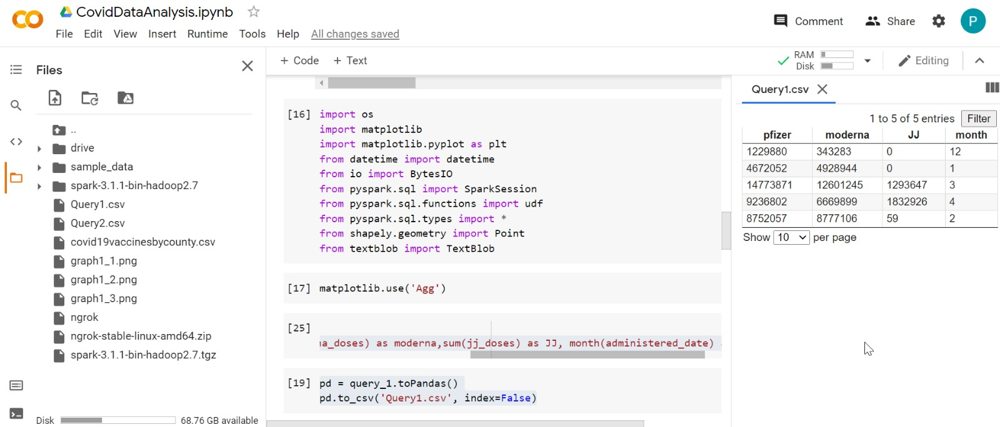 CovidDataAnalysis.ipynb
File Edit View Insert Runtime Tools Help All changes saved
Comment Share P
Files
..
drive
sample_data
spark-3.1.1-bin-hadoop2.7
Query1.csv
Query2.csv
covid19vaccinesbycounty.csv
graph1_1.png
graph1_2.png
graph1_3.png
ngrok
ngrok-stable-linux-amd64.zip
spark-3.1.1-bin-hadoop2.7.tgz
Disk 68.76 GB available
+ Code + Text
RAM
Disk
Editing
[16] import os
import matplotlib
import matplotlib.pyplot as plt
from datetime import datetime
from io import BytesIO
from pyspark.sql import SparkSession
from pyspark.sql.functions import udf
from pyspark.sql.types import *
from shapely.geometry import Point
from textblob import TextBlob
[17] matplotlib.use('Agg')
[25]
na_doses) as moderna,sum(jj_doses) as JJ, month(administered_date)
[19] pd = query_1.toPandas()
pd.to_csv('Query1.csv', index=False)
Query1.csv
1 to 5 of 5 entries Filter
pfizer moderna JJ month
1229880 343283 0 12
4672052 4928944 0 1
14773871 12601245 1293647 3
9236802 6669899 1832926 4
8752057 8777106 59 2
Show 10 per page